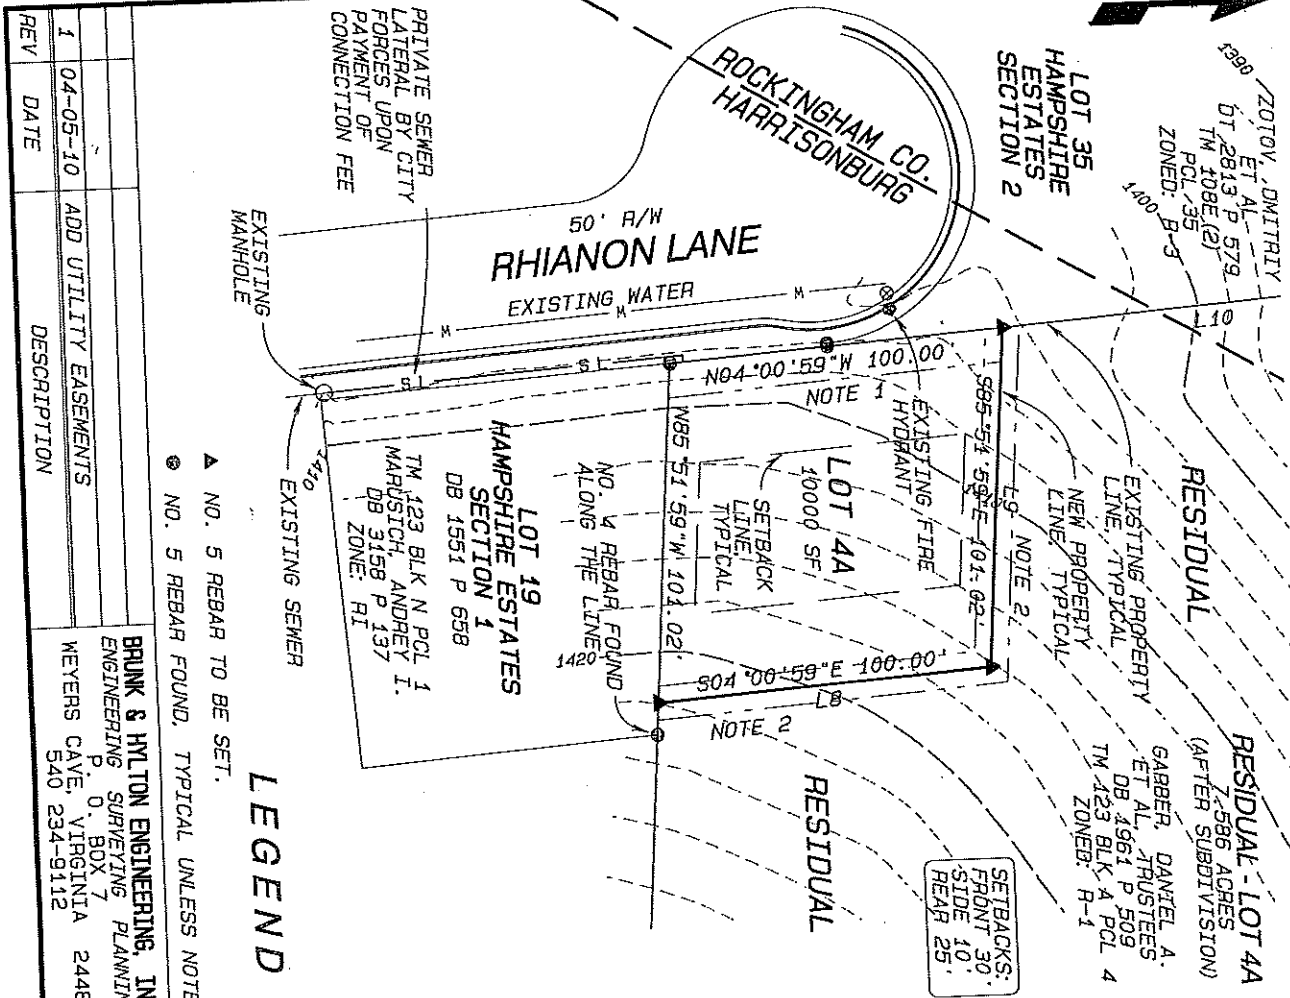 1390
ZOTOV, DMITRIY
ET AL
DT 2813 P 579
TM 108E (2)
PCL 35
ZONED: B-3
1400
LOT 35
HAMPSHIRE
ESTATES
SECTION 2
ROCKINGHAM CO.
HARRISONBURG
PRIVATE SEWER
LATERAL BY CITY
FORCES UPON
PAYMENT OF
CONNECTION FEE
50' R/W
RHIANON LANE
EXISTING WATER
W
W
W
EXISTING
MANHOLE
SL
SL
L10
N04°00'59"W 100.00'
NOTE 1
EXISTING FIRE
HYDRANT
S85°51'59"E 101.02'
L9 NOTE 2
NEW PROPERTY
LINE, TYPICAL
EXISTING PROPERTY
LINE, TYPICAL
RESIDUAL
LOT 4A
10000 SF
SETBACK
LINE,
TYPICAL
N85°51'59"W 101.02'
NO. 4 REBAR FOUND
ALONG THE LINE
1420
S04°00'59"E 100.00'
L8
NOTE 2
LOT 19
HAMPSHIRE ESTATES
SECTION 1
DB 1551 P 658
TM 123 BLK N PCL 1
MARUSICH, ANDREY I.
DB 3158 P 137
ZONE: RI
1410
EXISTING SEWER
RESIDUAL - LOT 4A
7.586 ACRES
(AFTER SUBDIVISION)
GARBER, DANIEL A.
ET AL, TRUSTEES
DB 1961 P 509
TM 123 BLK A PCL 4
ZONED: R-1
RESIDUAL
SETBACKS:
FRONT 30'
SIDE 10'
REAR 25'
LEGEND
NO. 5 REBAR TO BE SET.
NO. 5 REBAR FOUND, TYPICAL UNLESS NOTE
REV DATE DESCRIPTION
1 04-05-10 ADD UTILITY EASEMENTS
BRUNK & HYLTON ENGINEERING, IN
ENGINEERING SURVEYING PLANNIN
P. O. BOX 7
WEYERS CAVE, VIRGINIA 2448
540 234-9112